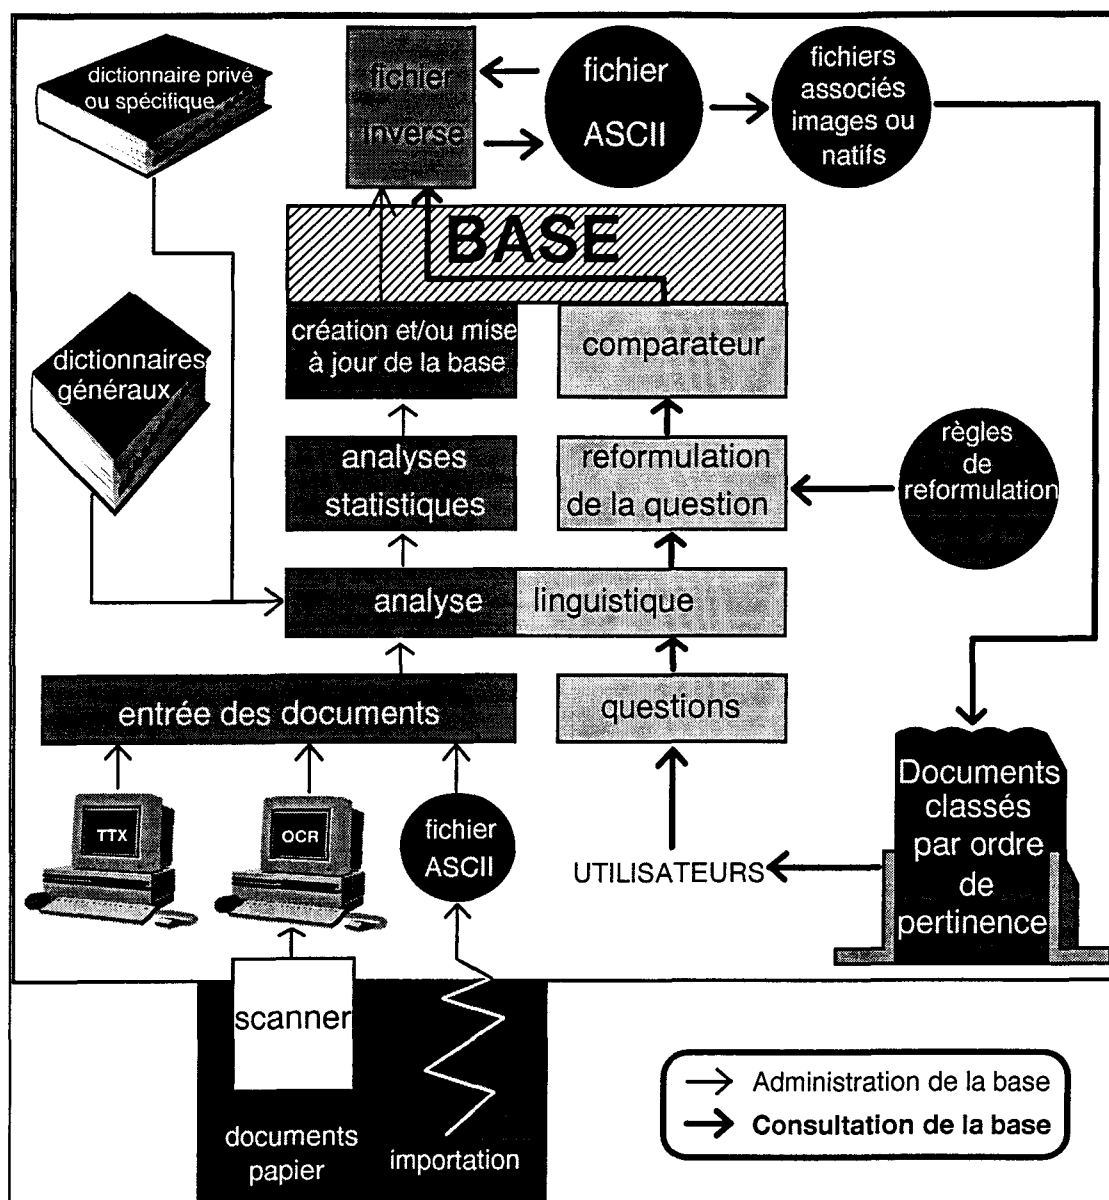 dictionnaire privé
ou spécifique
fichier
inverse
fichier
ASCII
fichiers
associés
images ou
natifs
BASE
dictionnaires
généraux
création et/ou mise
à jour de la base
comparateur
analyses
statistiques
reformulation
de la question
règles
de
reformulation
analyse
linguistique
entrée des documents
questions
TTX
OCR
fichier
ASCII
UTILISATEURS
Documents
classés
par ordre
de
pertinence
scanner
documents
papier
importation
Administration de la base
Consultation de la base